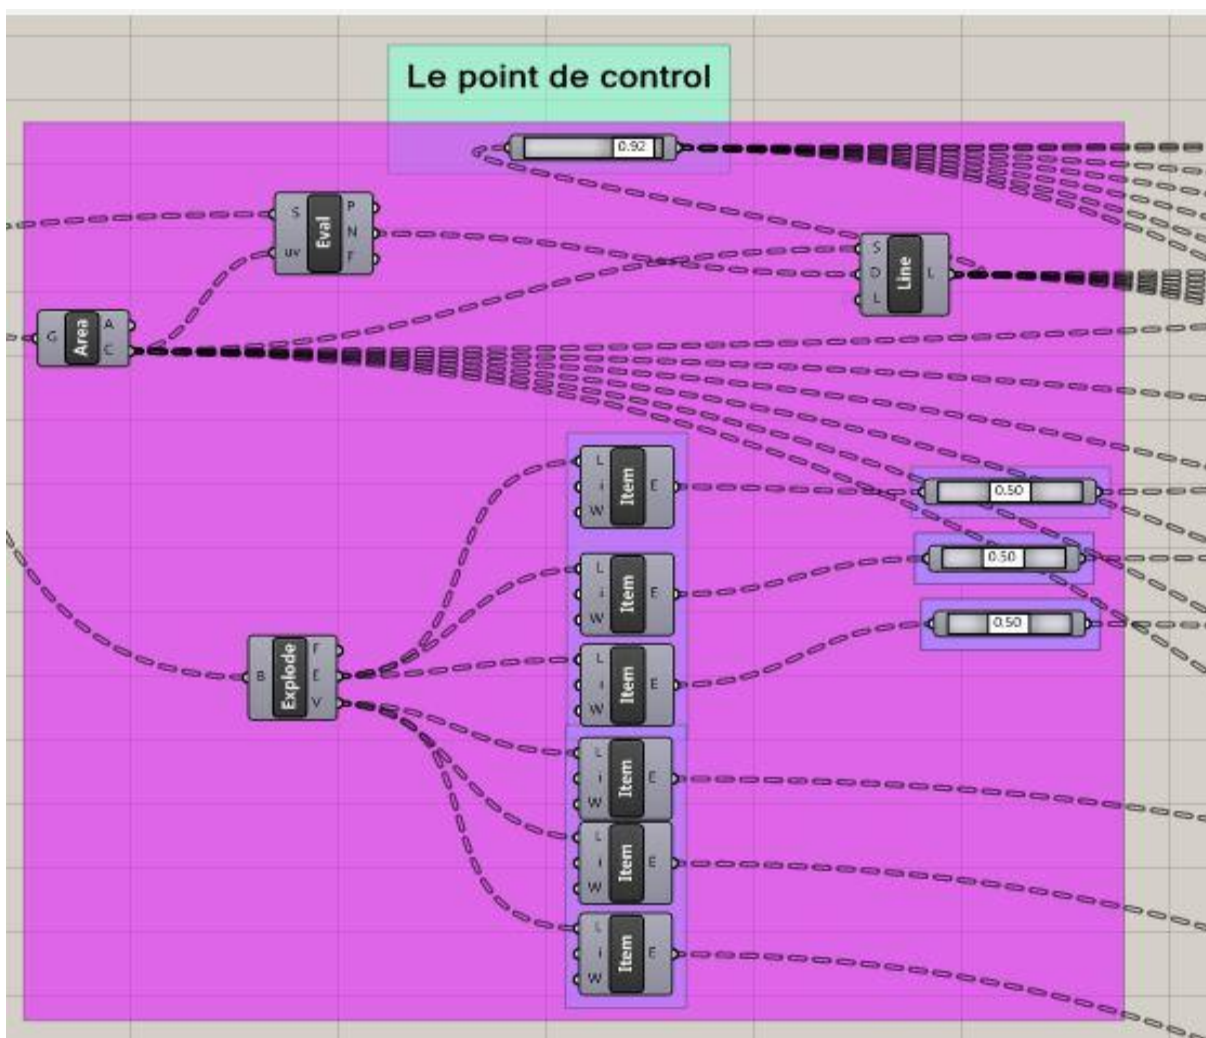 Le point de control
0.92
S
uv
Eval
P
N
F
S
D
L
Line
L
G
Area
A
C
L
i
W
Item
E
0.50
L
i
W
Item
E
0.50
B
Explode
F
E
V
L
i
W
Item
E
0.50
L
i
W
Item
E
L
i
W
Item
E
L
i
W
Item
E